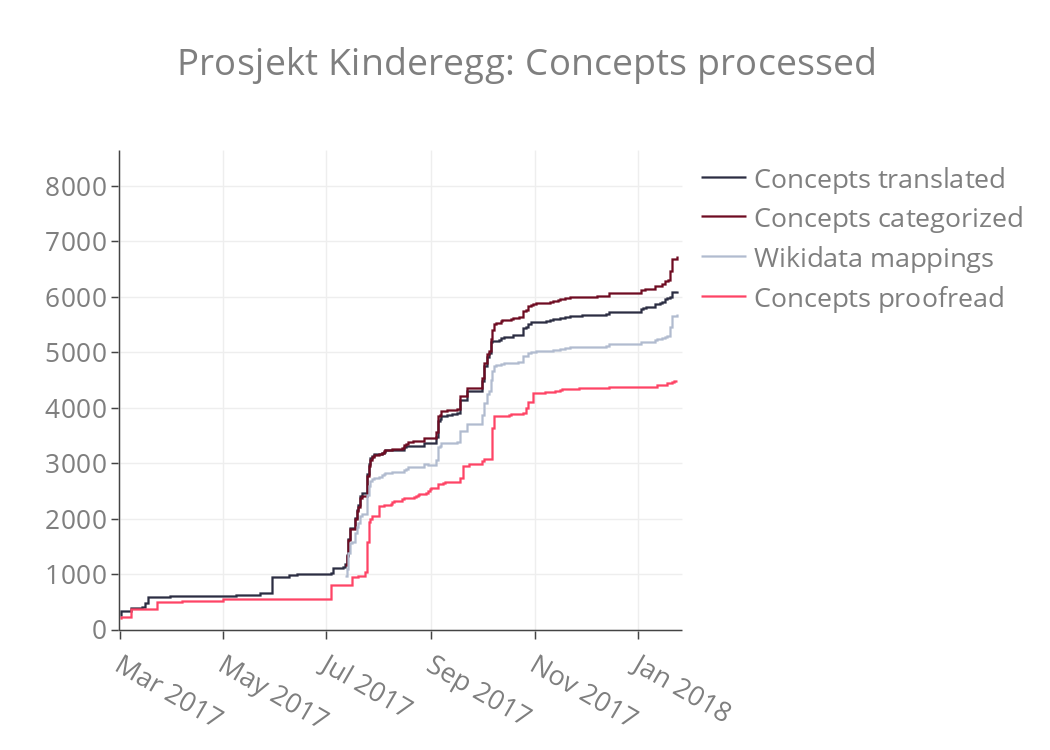 Prosjekt Kinderegg: Concepts processed
8000
7000
6000
5000
4000
3000
2000
1000
0
Mar 2017
May 2017
Jul 2017
Sep 2017
Nov 2017
Jan 2018
Concepts translated
Concepts categorized
Wikidata mappings
Concepts proofread